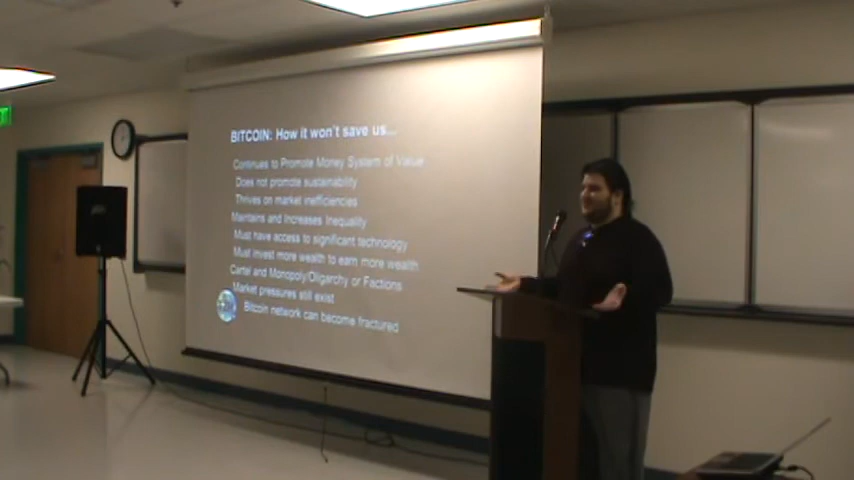 BITCOIN: How it won't save us...
Continues to Promote Money System of Value
Does not promote sustainability
Thrives on market inefficiencies
Maintains and Increases Inequality
Must have access to significant technology
Must invest more wealth to earn more wealth
Cartel and Monopoly/Oligarchy or Factions
Market pressures still exist
Bitcoin network can become fractured